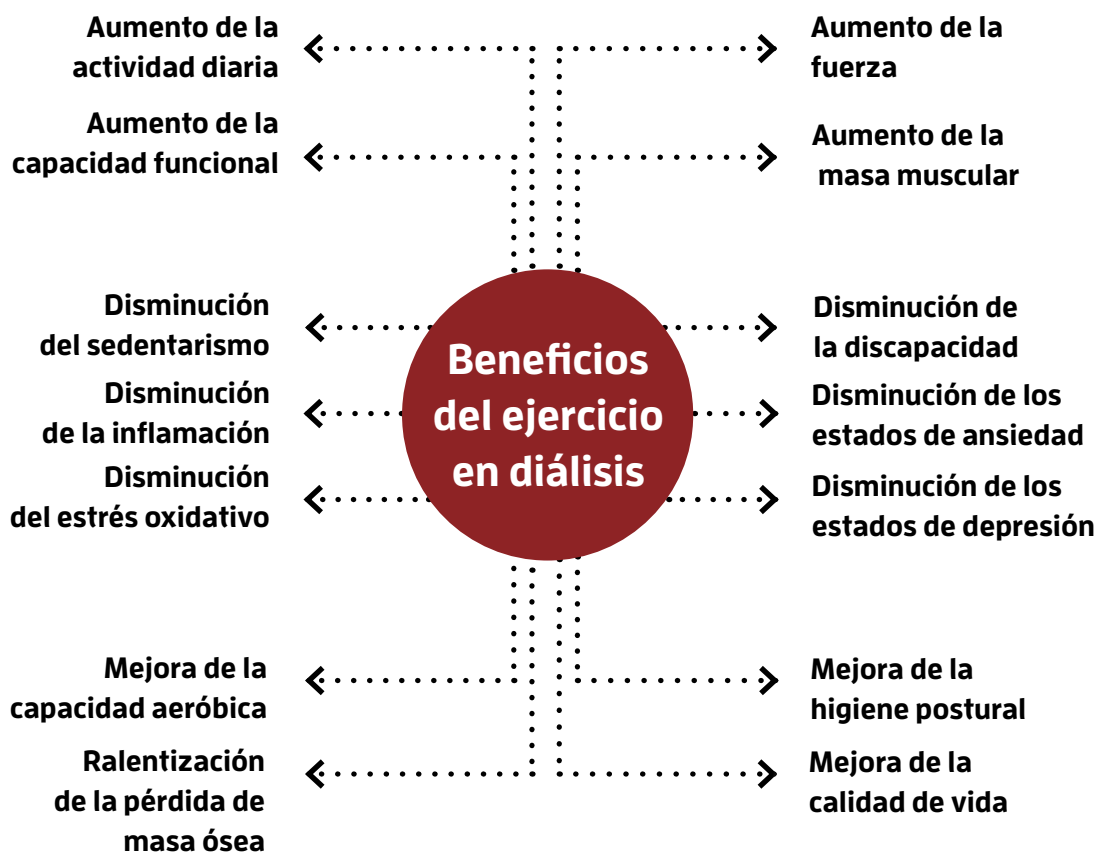 Aumento de la
actividad diaria
Aumento de la
fuerza
Aumento de la
capacidad funcional
Aumento de la
masa muscular
Beneficios
del ejercicio
en diálisis
Disminución
del sedentarismo
Disminución de
la discapacidad
Disminución
de la inflamación
Disminución de los
estados de ansiedad
Disminución
del estrés oxidativo
Disminución de los
estados de depresión
Mejora de la
capacidad aeróbica
Mejora de la
higiene postural
Ralentización
de la pérdida de
masa ósea
Mejora de la
calidad de vida